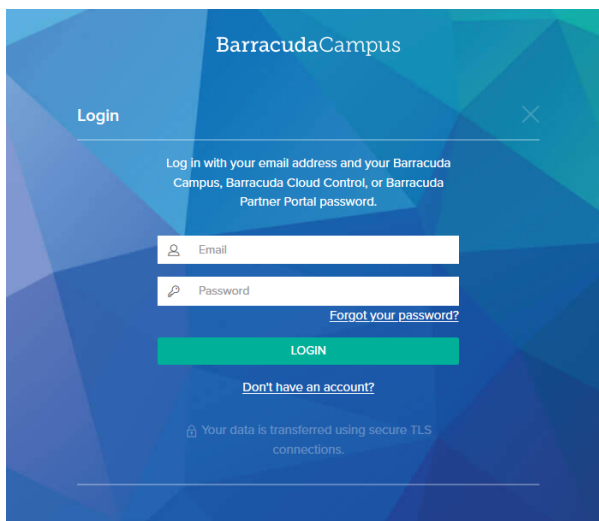 BarracudaCampus
Login
Log in with your email address and your Barracuda
Campus, Barracuda Cloud Control, or Barracuda
Partner Portal password.
Email
Password
Forgot your password?
LOGIN
Don't have an account?
Your data is transferred using secure TLS
connections.